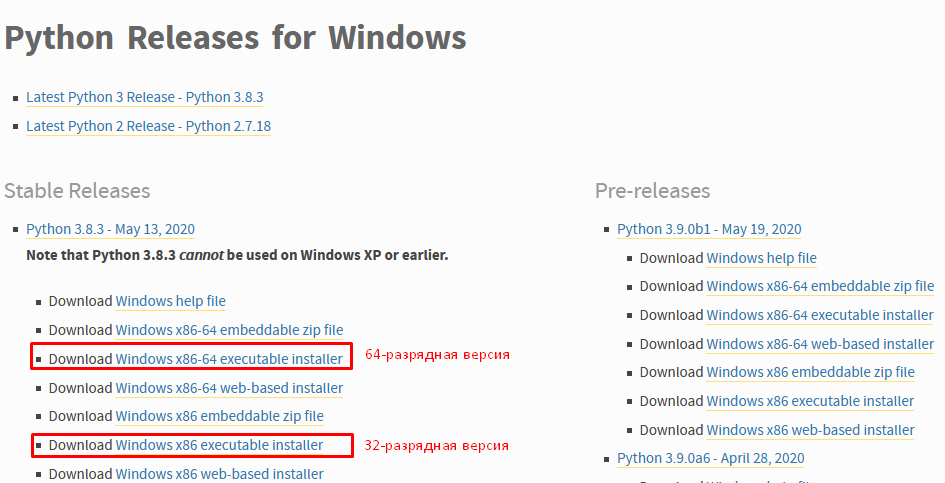 Python Releases for Windows
Latest Python 3 Release - Python 3.8.3
Latest Python 2 Release - Python 2.7.18
Stable Releases
Python 3.8.3 - May 13, 2020
Note that Python 3.8.3 cannot be used on Windows XP or earlier.
Download Windows help file
Download Windows x86-64 embeddable zip file
Download Windows x86-64 executable installer
64-разрядная версия
Download Windows x86-64 web-based installer
Download Windows x86 embeddable zip file
Download Windows x86 executable installer
32-разрядная версия
Download Windows x86 web-based installer
Pre-releases
Python 3.9.0b1 - May 19, 2020
Download Windows help file
Download Windows x86-64 embeddable zip file
Download Windows x86-64 executable installer
Download Windows x86-64 web-based installer
Download Windows x86 embeddable zip file
Download Windows x86 executable installer
Download Windows x86 web-based installer
Python 3.9.0a6 - April 28, 2020